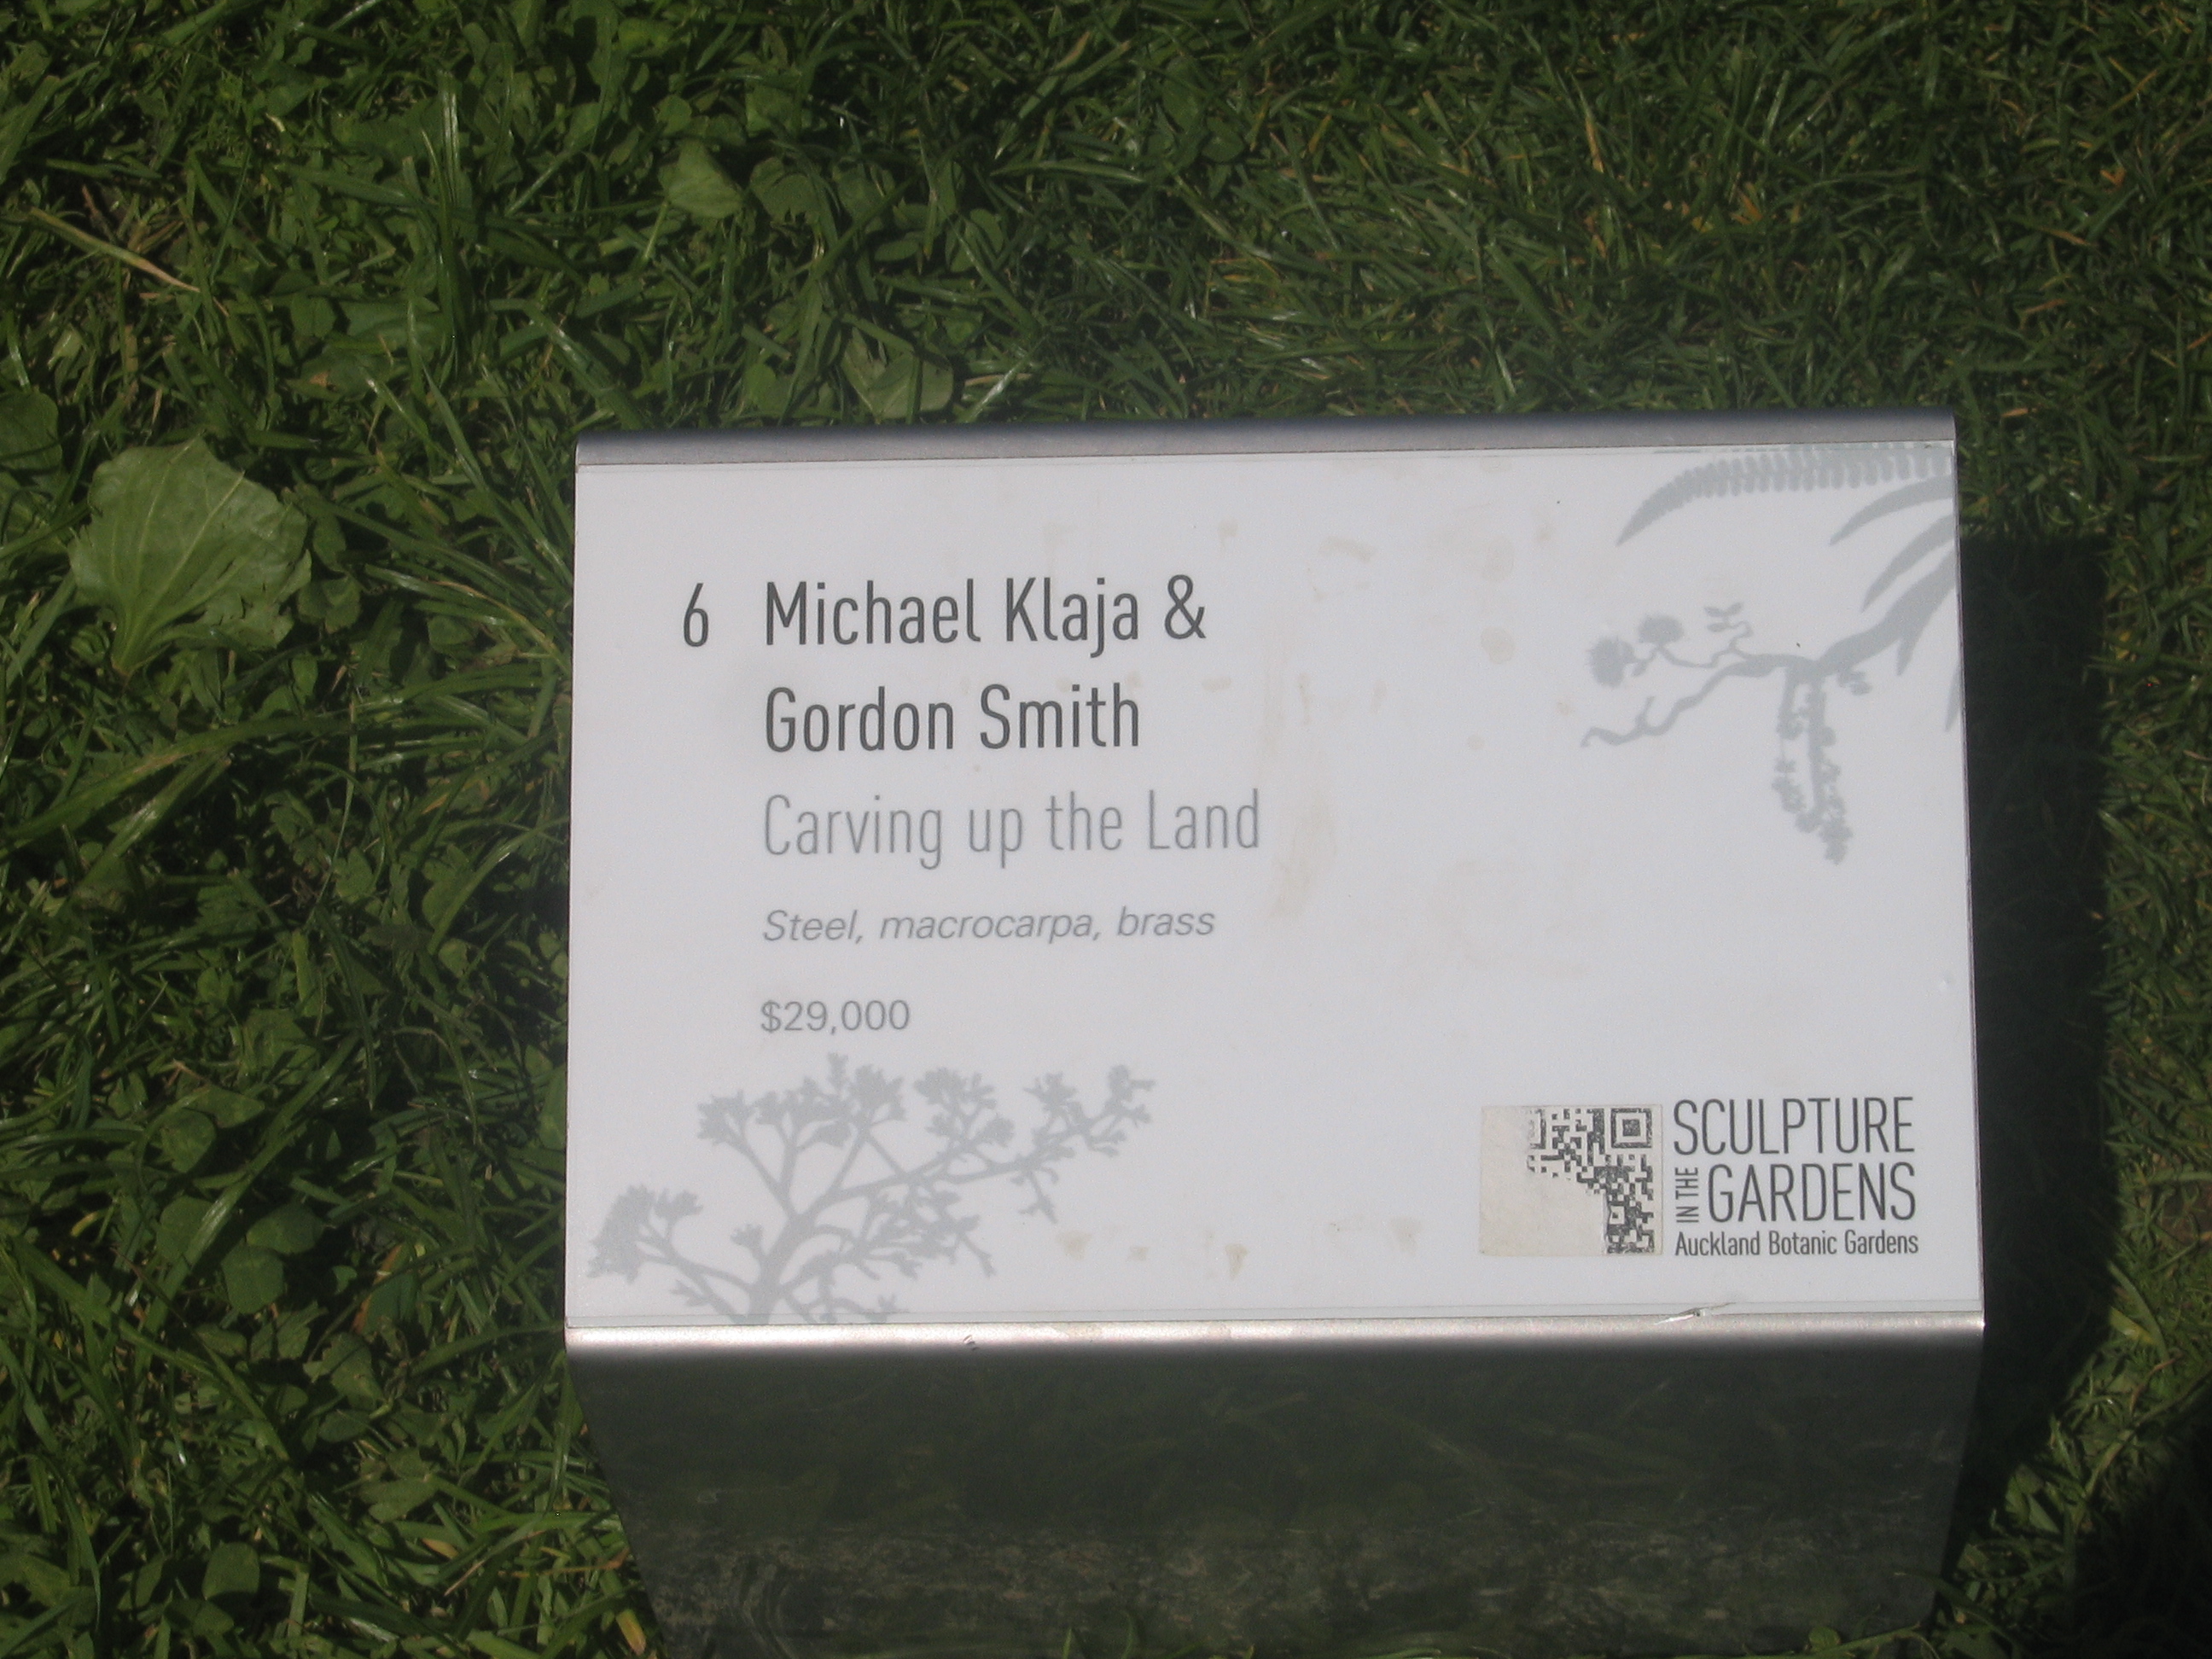 6 Michael Klaja &
Gordon Smith
Carving up the Land
Steel, macrocarpa, brass
$29,000
SCULPTURE
IN THE GARDENS
Auckland Botanic Gardens